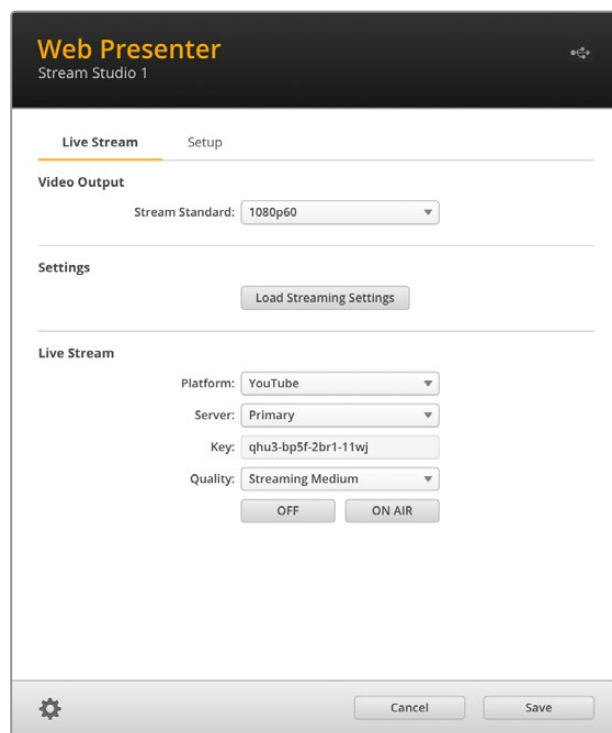 Web Presenter
Stream Studio 1
Live Stream Setup
Video Output
Stream Standard: 1080p60
Settings
Load Streaming Settings
Live Stream
Platform: YouTube
Server: Primary
Key: qhu3-bp5f-2br1-11wj
Quality: Streaming Medium
OFF ON AIR
Cancel Save